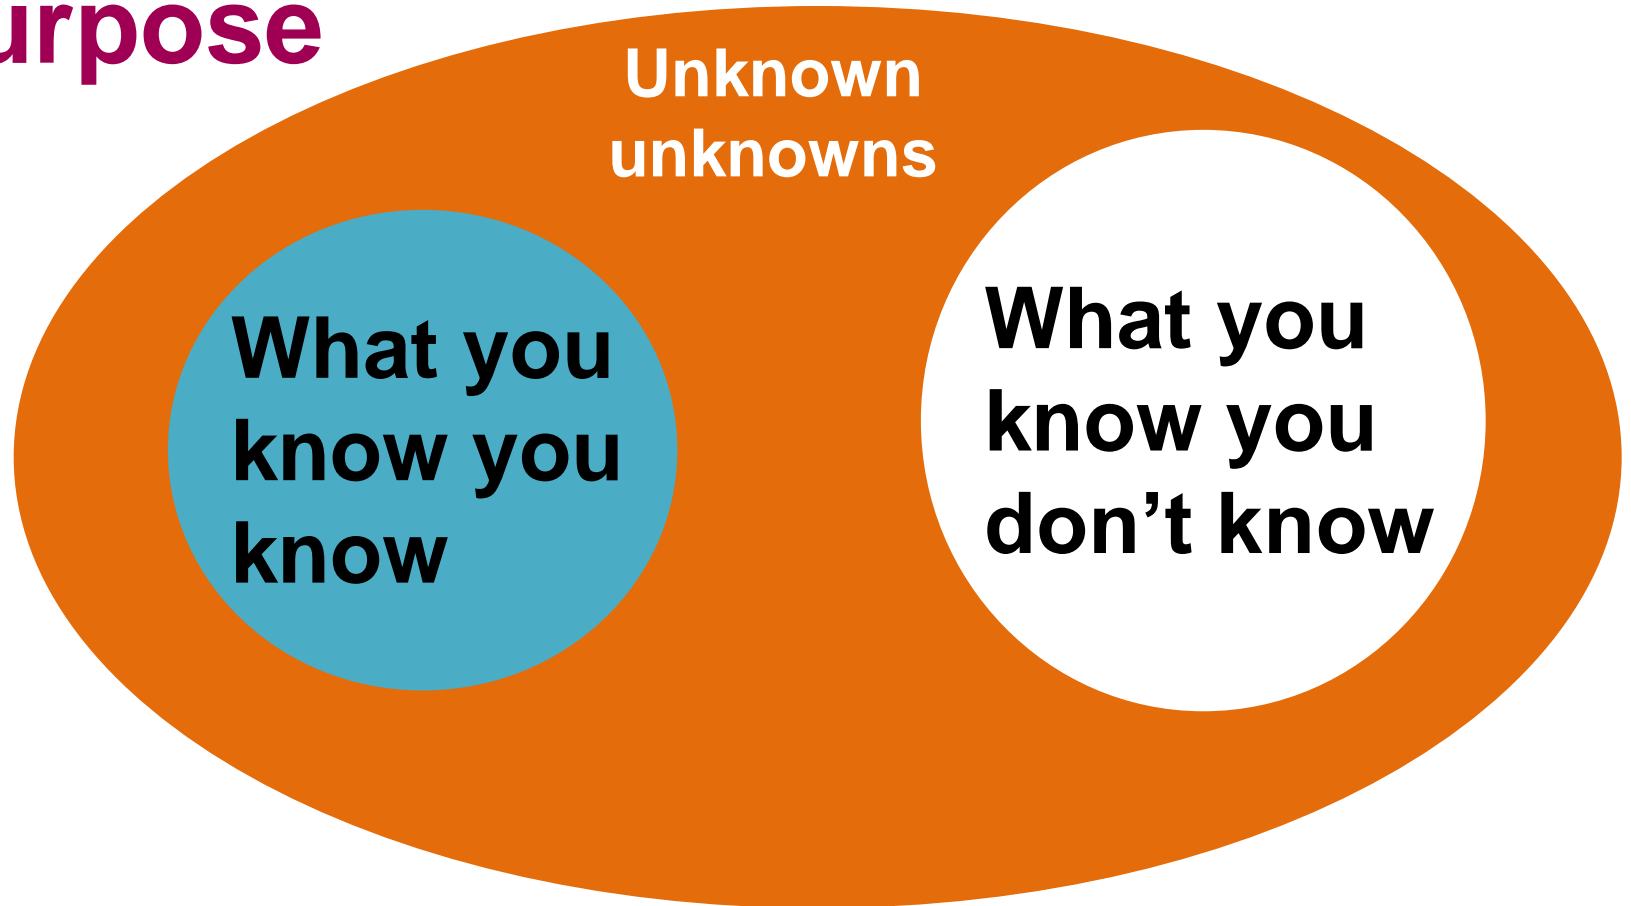 urpose
Unknown
unknowns
What you
know you
know
What you
know you
don’t know